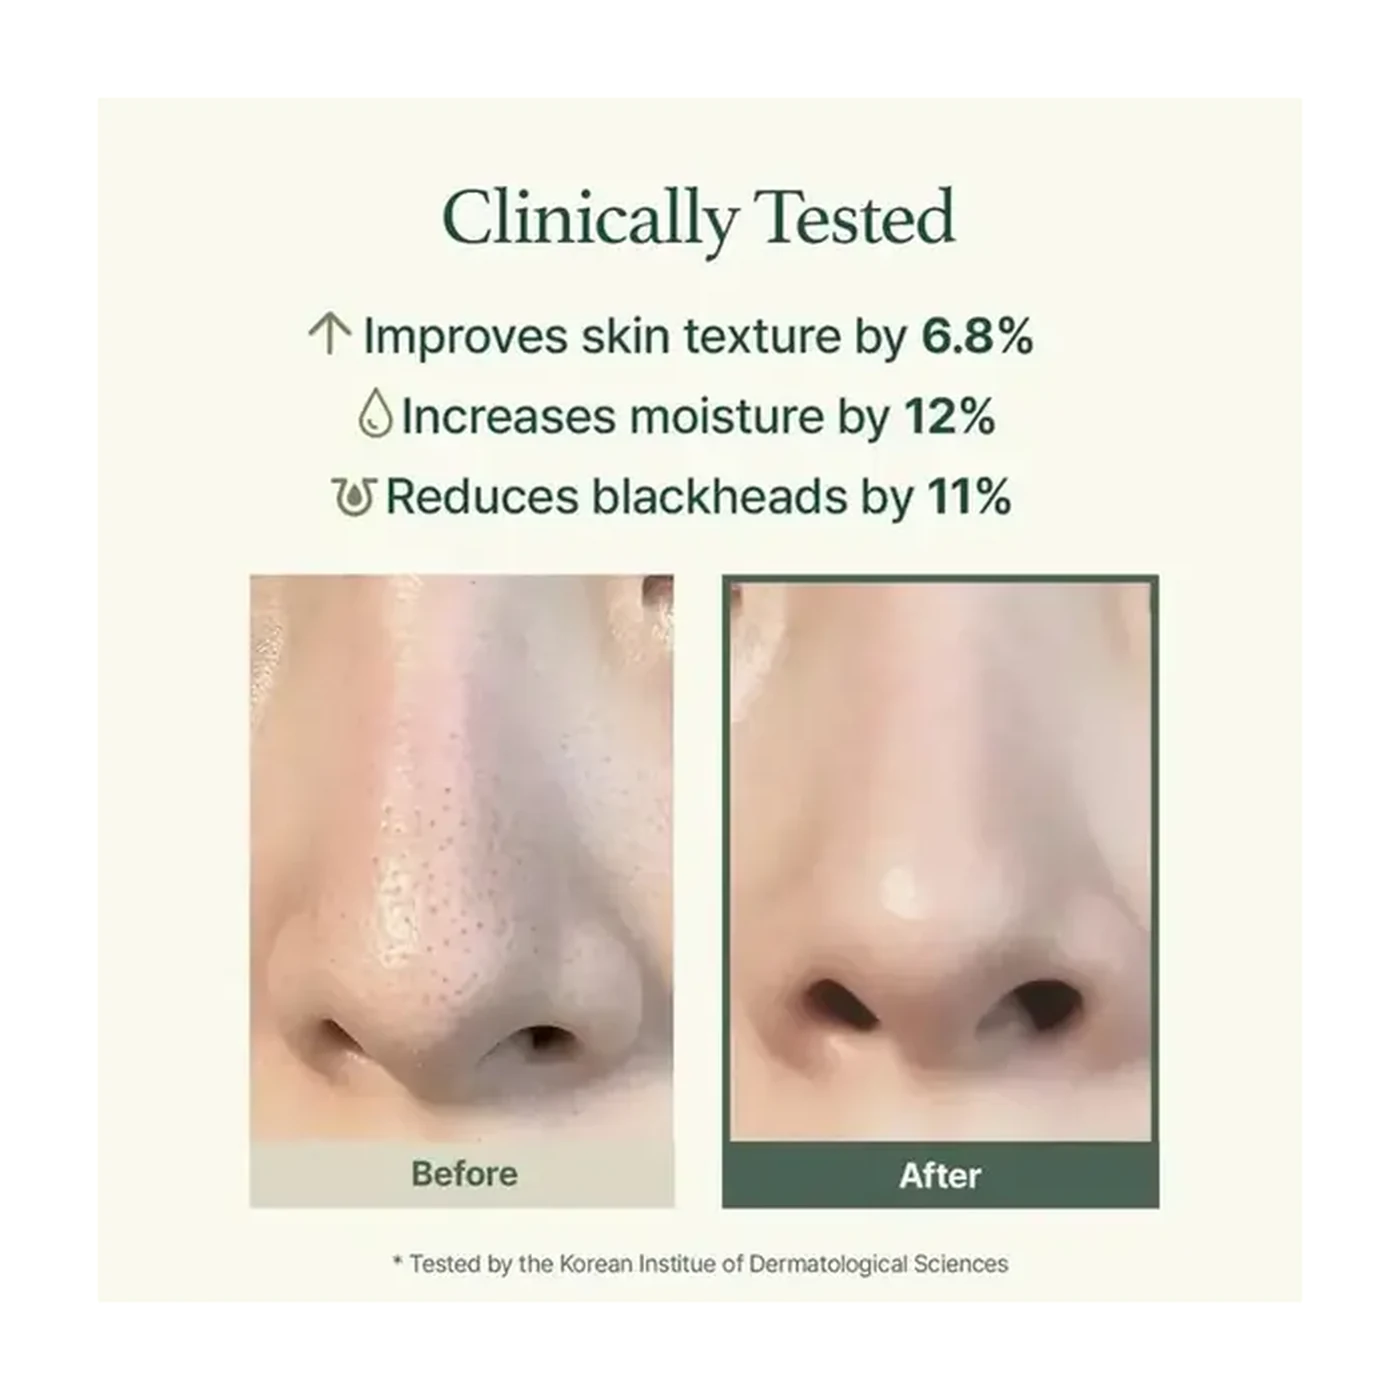 Clinically Tested
Improves skin texture by 6.8%
Increases moisture by 12%
Reduces blackheads by 11%
Before
After
* Tested by the Korean Institue of Dermatological Sciences